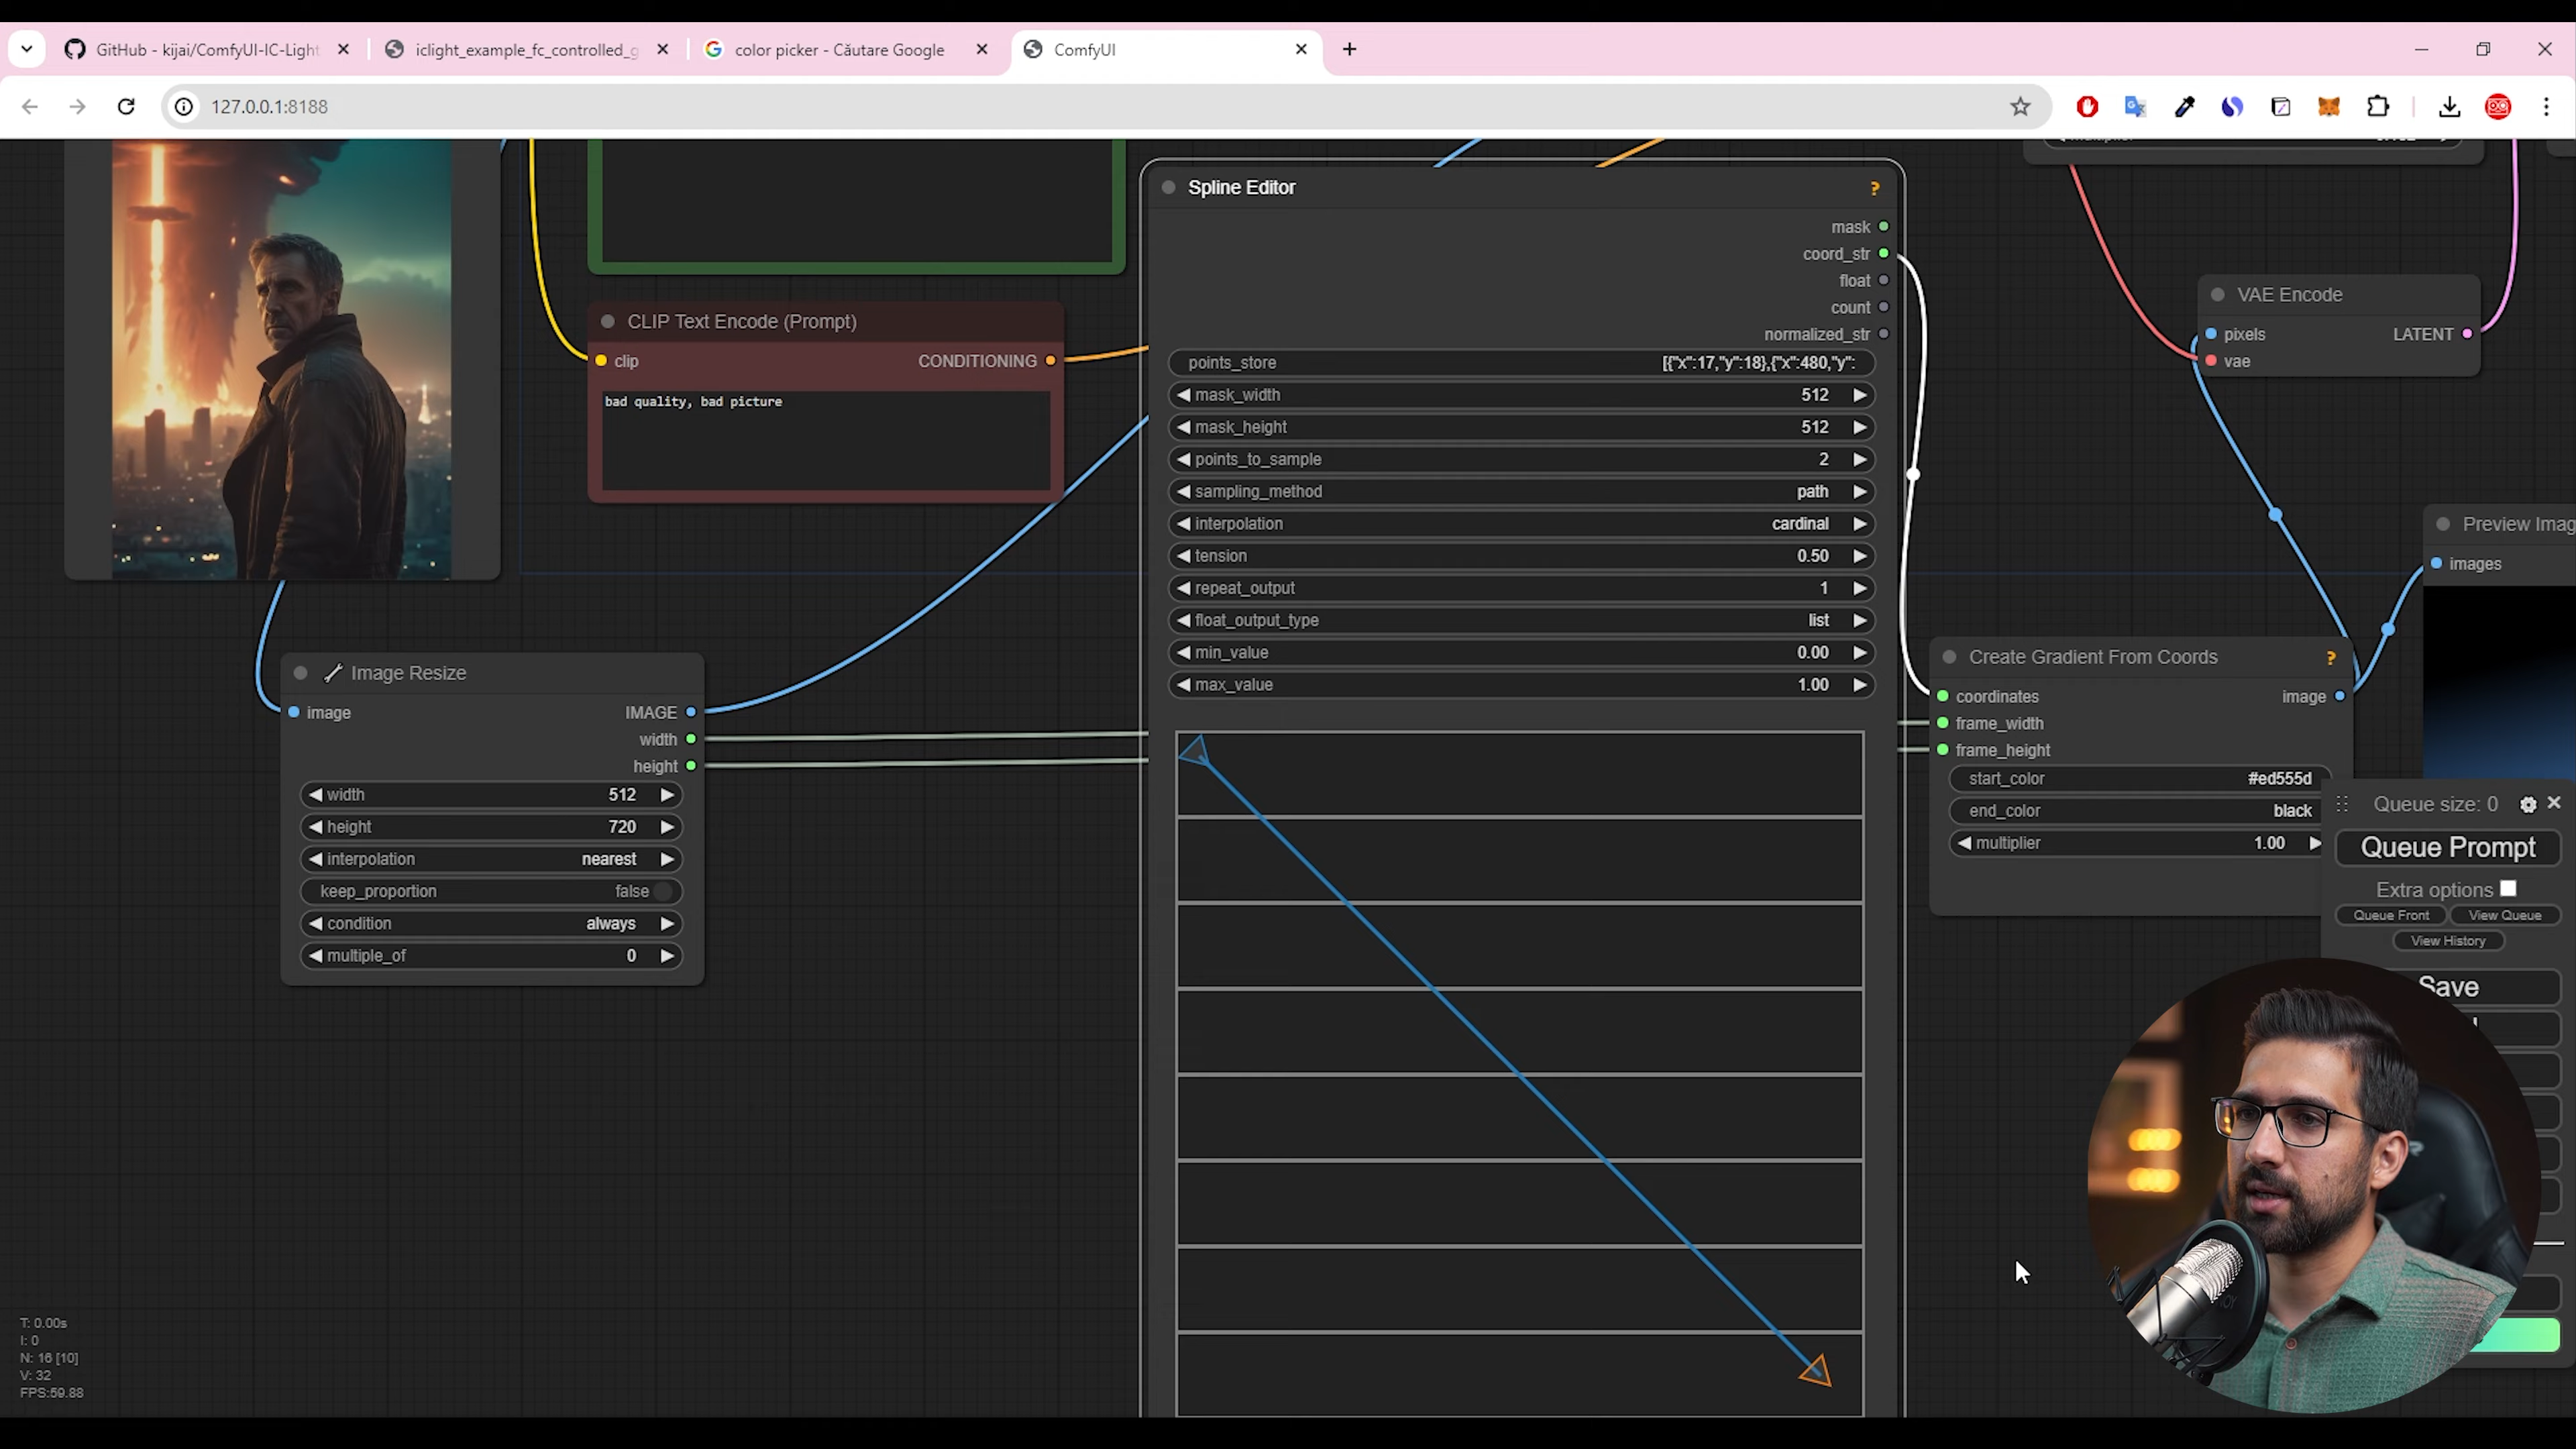 GitHub - kijai/ComfyUI-IC-Light
iclight_example_fc_controlled_g
color picker - Căutare Google
ComfyUI
127.0.0.1:8188
Spline Editor
?
mask
coord_str
float
count
normalized_str
points_store [{"x":17,"y":18},{"x":480,"y":
mask_width 512
mask_height 512
points_to_sample 2
sampling_method path
interpolation cardinal
tension 0.50
repeat_output 1
float_output_type list
min_value 0.00
max_value 1.00
CLIP Text Encode (Prompt)
clip CONDITIONING
bad quality, bad picture
Image Resize
image IMAGE
width
height
width 512
height 720
interpolation nearest
keep_proportion false
condition always
multiple_of 0
VAE Encode
pixels LATENT
vae
Preview Imag
images
Create Gradient From Coords ?
coordinates image
frame_width
frame_height
start_color #ed555d
end_color black
multiplier 1.00
Queue size: 0
Queue Prompt
Extra options
Queue Front View Queue
View History
Save
T: 0.00s
I: 0
N: 16 [10]
V: 32
FPS:59.88